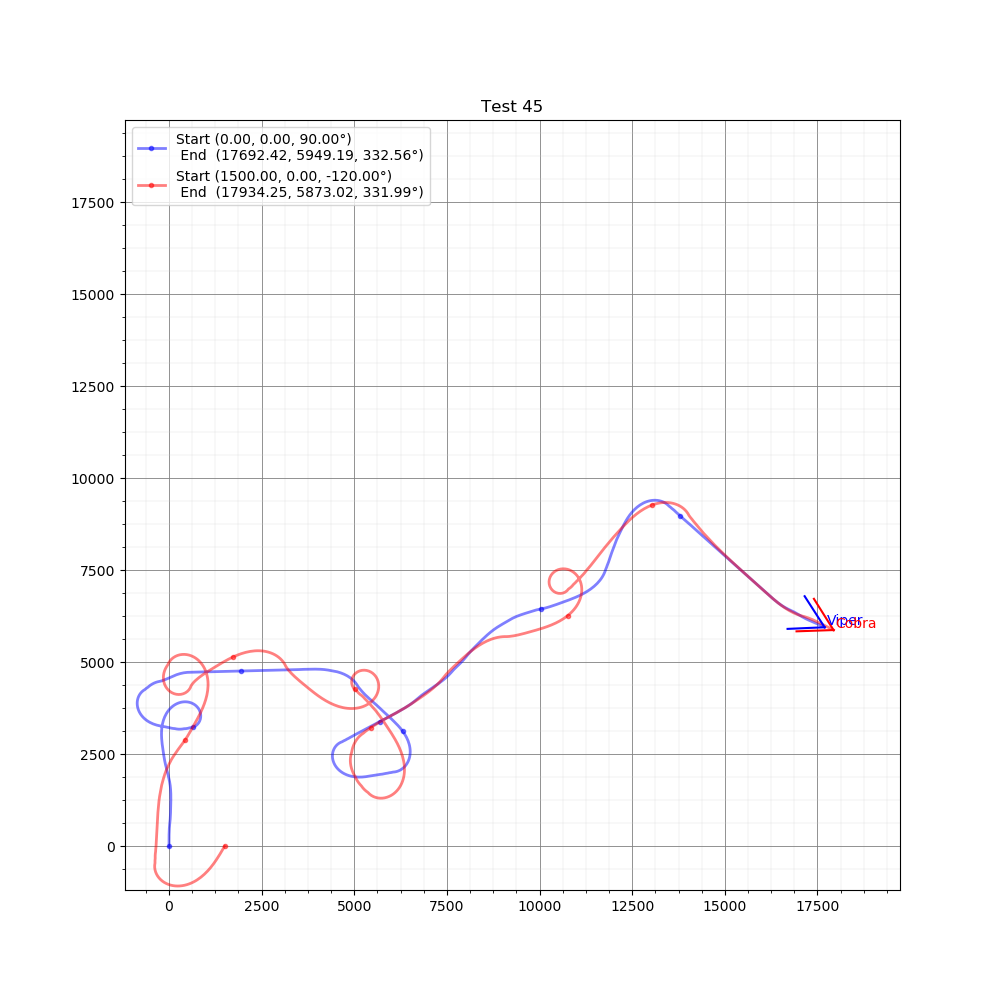 Test 45
Start (0.00, 0.00, 90.00°)
End (17692.42, 5949.19, 332.56°)
Start (1500.00, 0.00, -120.00°)
End (17934.25, 5873.02, 331.99°)
17500
15000
12500
10000
7500
Viper
Cobra
5000
2500
0
0 2500 5000 7500 10000 12500 15000 17500